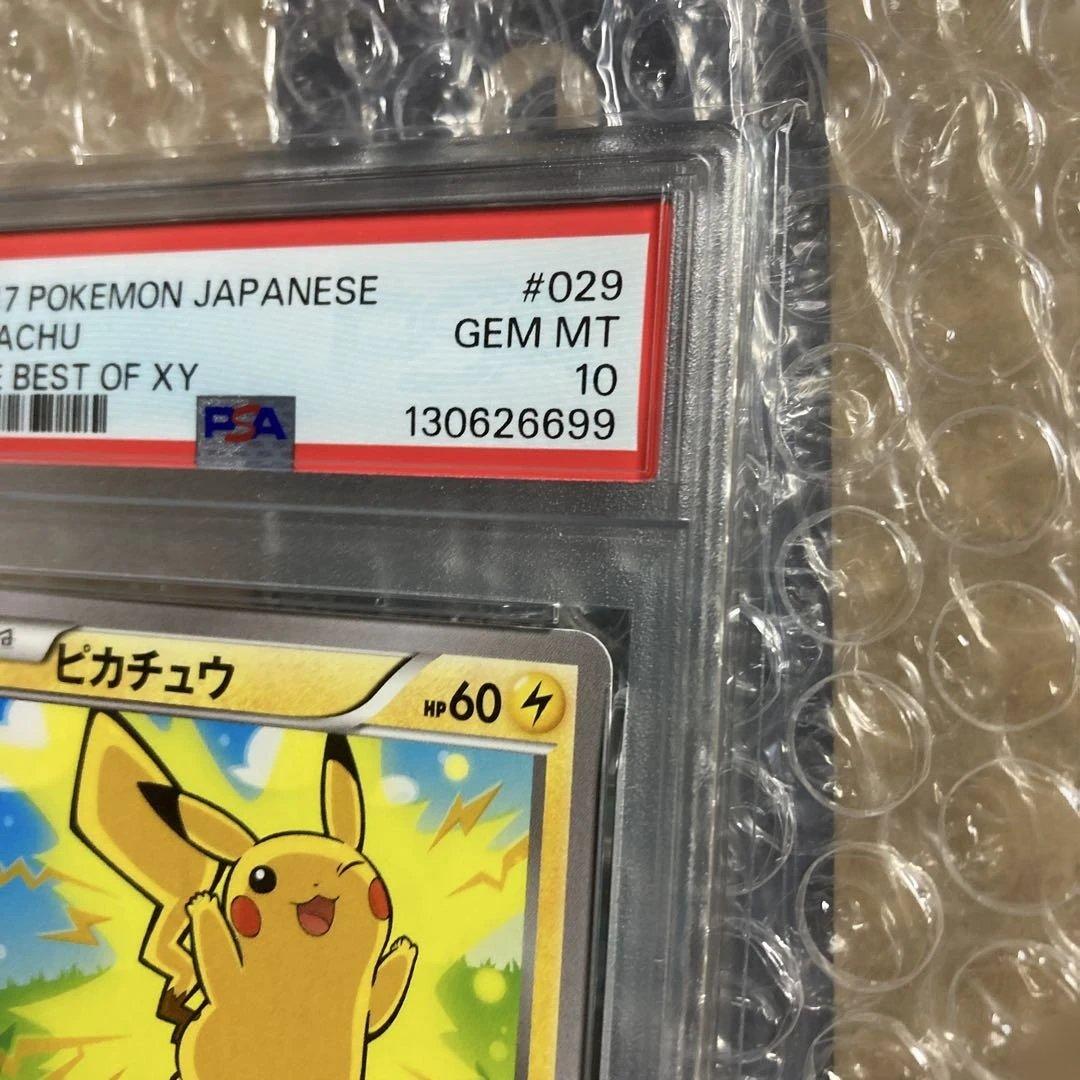 7 POKEMON JAPANESE #029
ACHU GEM MT
BEST OF XY 10
PSA 130626699
ピカチュウ HP60